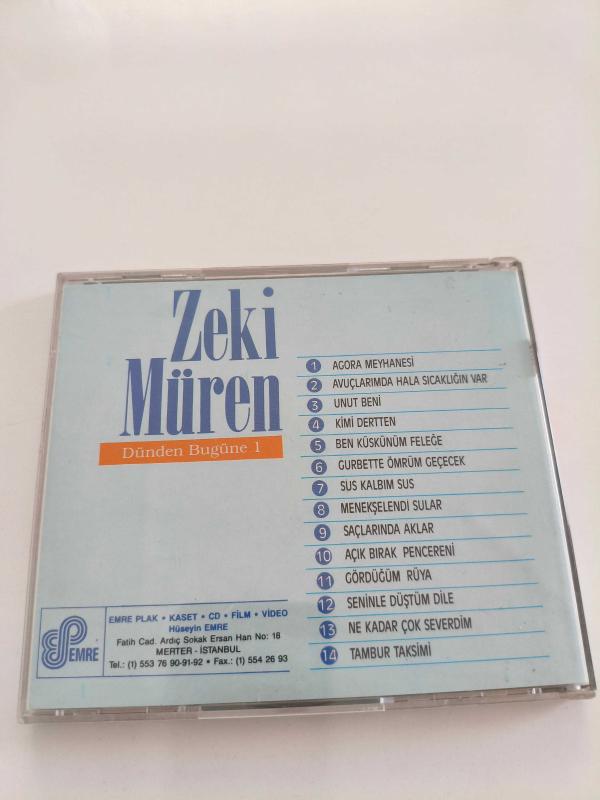 Zeki
Müren
Dünden Bugüne 1
1 AGORA MEYHANESİ
2 AVUÇLARIMDA HALA SICAKLIĞIN VAR
3 UNUT BENİ
4 KİMİ DERTTEN
5 BEN KÜSKÜNÜM FELEĞE
6 GURBETTE ÖMRÜM GEÇECEK
7 SUS KALBIM SUS
8 MENEKŞELENDİ SULAR
9 SAÇLARINDA AKLAR
10 AÇIK BIRAK PENCERENİ
11 GÖRDÜĞÜM RÜYA
12 SENİNLE DÜŞTÜM DİLE
13 NE KADAR ÇOK SEVERDİM
14 TAMBUR TAKSİMİ
EMRE
EMRE PLAK • KASET • CD • FİLM • VİDEO
Hüseyin EMRE
Fatih Cad. Ardıç Sokak Ersan Han No: 16
MERTER - İSTANBUL
Tel.: (1) 553 76 90-91-92 • Fax.: (1) 554 26 93